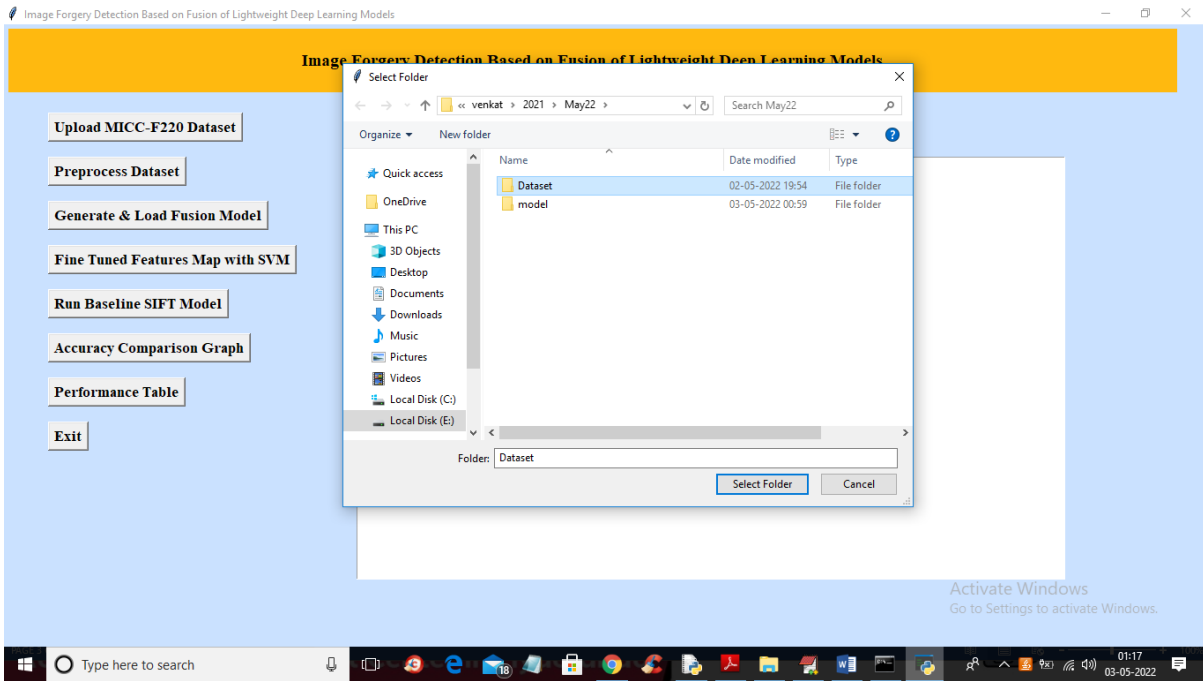 Image Forgery Detection Based on Fusion of Lightweight Deep Learning Models
Image Forgery Detection Based on Fusion of Lightweight Deep Learning Models
Upload MICC-F220 Dataset
Preprocess Dataset
Generate & Load Fusion Model
Fine Tuned Features Map with SVM
Run Baseline SIFT Model
Accuracy Comparison Graph
Performance Table
Exit
Select Folder
« venkat › 2021 › May22 ›
Search May22
Organize
New folder
Name Date modified Type
Dataset 02-05-2022 19:54 File folder
model 03-05-2022 00:59 File folder
Quick access
OneDrive
This PC
3D Objects
Desktop
Documents
Downloads
Music
Pictures
Videos
Local Disk (C:)
Local Disk (E:)
Folder: Dataset
Select Folder
Cancel
Activate Windows
Go to Settings to activate Windows.
Type here to search
18
01:17
03-05-2022